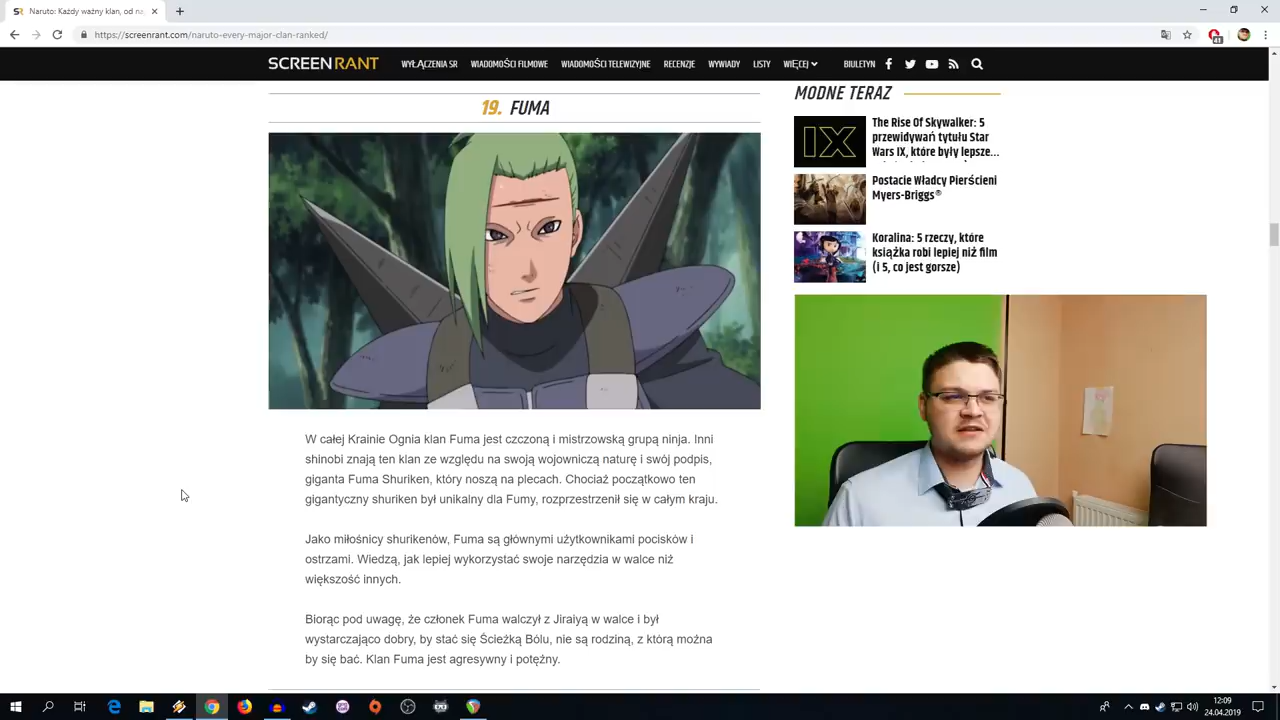 Naruto: Każdy ważny klan, od na
https://screenrant.com/naruto-every-major-clan-ranked/
41
SCREENRANT
WYŁĄCZENIA SR
WIADOMOŚCI FILMOWE
WIADOMOŚCI TELEWIZYJNE
RECENZJE
WYWIADY
LISTY
WIĘCEJ
BIULETYN
19. FUMA
W całej Krainie Ognia klan Fuma jest czczoną i mistrzowską grupą ninja. Inni
shinobi znają ten klan ze względu na swoją wojowniczą naturę i swój podpis,
giganta Fuma Shuriken, który noszą na plecach. Chociaż początkowo ten
gigantyczny shuriken był unikalny dla Fumy, rozprzestrzenił się w całym kraju.
Jako miłośnicy shurikenów, Fuma są głównymi użytkownikami pocisków i
ostrzami. Wiedzą, jak lepiej wykorzystać swoje narzędzia w walce niż
większość innych.
Biorąc pod uwagę, że członek Fuma walczył z Jiraiyą w walce i był
wystarczająco dobry, by stać się Ścieżką Bólu, nie są rodziną, z którą można
by się bać. Klan Fuma jest agresywny i potężny.
MODNE TERAZ
IX
The Rise Of Skywalker: 5
przewidywań tytułu Star
Wars IX, które były lepsze...
Postacie Władcy Pierścieni
Myers-Briggs®
Koralina: 5 rzeczy, które
książka robi lepiej niż film
(i 5, co jest gorsze)
12:09
24.04.2019